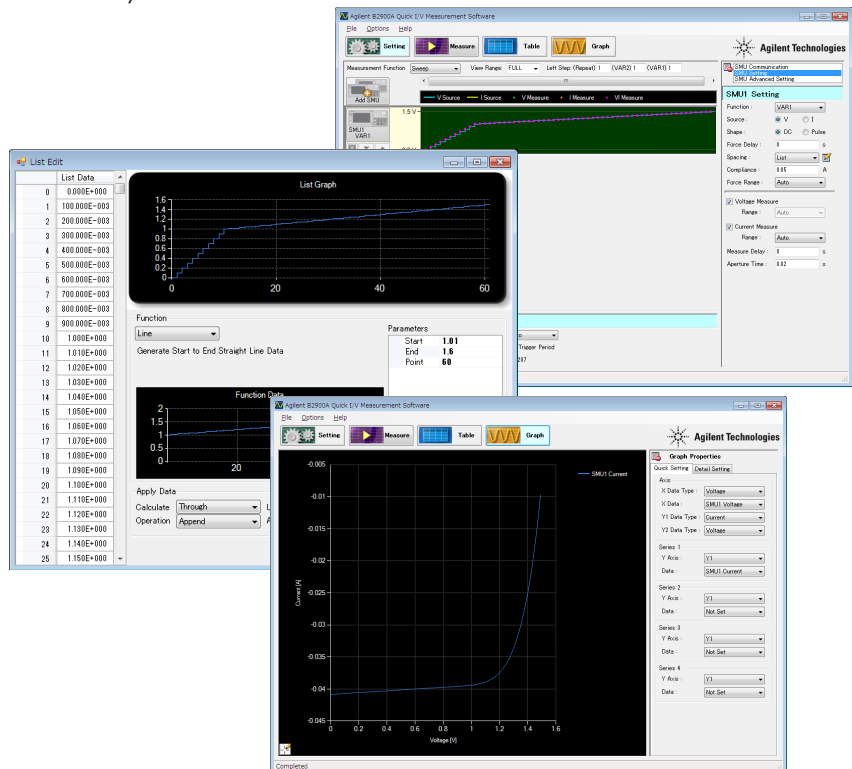 Agilent B2900A Quick I/V Measurement Software
File Options Help
Setting Measure Table Graph
Agilent Technologies
Measurement Function Sweep View Range: FULL Left Step: (Repeat) 1 (VAR2) 1 (VAR1) 1
Add SMU
V Source I Source V Measure I Measure VI Measure
SMU1
VAR1
1.5 V
SMU Communication
SMU Setting
SMU Advanced Setting
SMU1 Setting
Function : VAR1
Source : V I
Shape : DC Pulse
Force Delay : 0 s
Spacing : List
Compliance : 0.05 A
Force Range : Auto
Voltage Measure
Range : Auto
Current Measure
Range : Auto
Measure Delay : 0 s
Aperture Time : 0.02 s
Trigger Period
List Edit
List Data
0 0.000E+000
1 100.000E-003
2 200.000E-003
3 300.000E-003
4 400.000E-003
5 500.000E-003
6 600.000E-003
7 700.000E-003
8 800.000E-003
9 900.000E-003
10 1.000E+000
11 1.010E+000
12 1.020E+000
13 1.030E+000
14 1.040E+000
15 1.050E+000
16 1.060E+000
17 1.070E+000
18 1.080E+000
19 1.090E+000
20 1.100E+000
21 1.110E+000
22 1.120E+000
23 1.130E+000
24 1.140E+000
25 1.150E+000
List Graph
1.6
1.4
1.2
1
0.8
0.6
0.4
0.2
0
0 20 40 60
Function
Line
Generate Start to End Straight Line Data
Parameters
Start 1.01
End 1.6
Point 60
Function Data
2
1.5
1
0.5
0
20
Apply Data
Calculate Through
Operation Append
Agilent B2900A Quick I/V Measurement Software
File Options Help
Setting Measure Table Graph
Agilent Technologies
-0.005
-0.01
-0.015
-0.02
-0.025
-0.03
-0.035
-0.04
-0.045
Current [A]
0 0.2 0.4 0.6 0.8 1 1.2 1.4 1.6
Voltage [V]
SMU1 Current
Graph Properties
Quick Setting Detail Setting
Axis
X Data Type : Voltage
X Data : SMU1 Voltage
Y1 Data Type : Current
Y2 Data Type : Voltage
Series 1
Y Axis : Y1
Data : SMU1 Current
Series 2
Y Axis : Y1
Data : Not Set
Series 3
Y Axis : Y1
Data : Not Set
Series 4
Y Axis : Y1
Data : Not Set
Completed